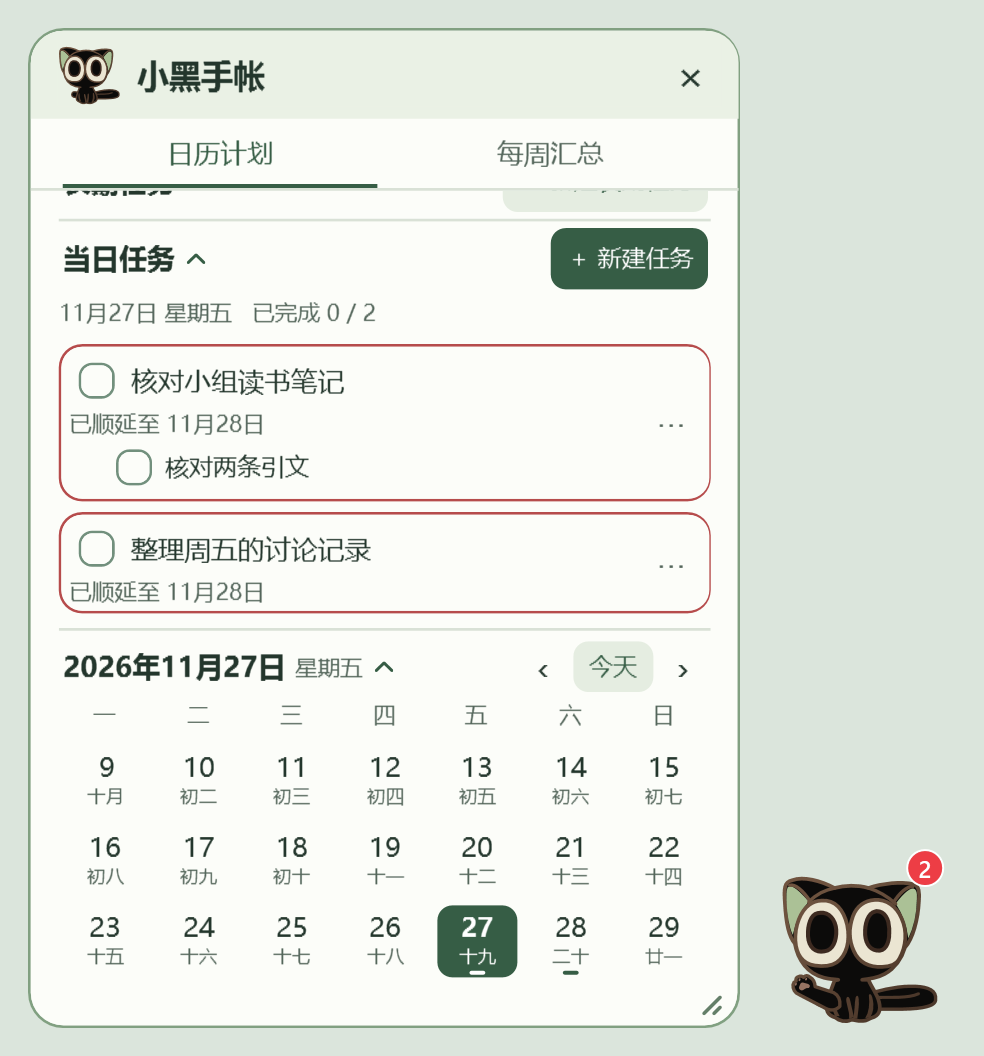 小黑手帐
日历计划 每周汇总
当日任务
+ 新建任务
11月27日 星期五 已完成 0 / 2
核对小组读书笔记
已顺延至 11月28日
...
核对两条引文
整理周五的讨论记录
...
已顺延至 11月28日
2026年11月27日 星期五
‹ 今天 ›
一 二 三 四 五 六 日
9 10 11 12 13 14 15
十月 初二 初三 初四 初五 初六 初七
16 17 18 19 20 21 22
初八 初九 初十 十一 十二 十三 十四
2
23 24 25 26 27 28 29
十五 十六 十七 十八 十九 二十 廿一